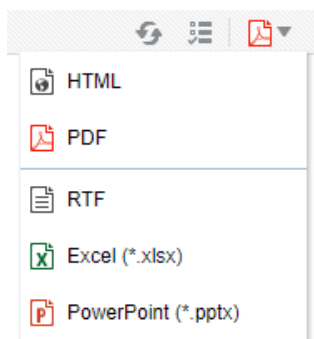 HTML
PDF
RTF
Excel (*.xlsx)
PowerPoint (*.pptx)